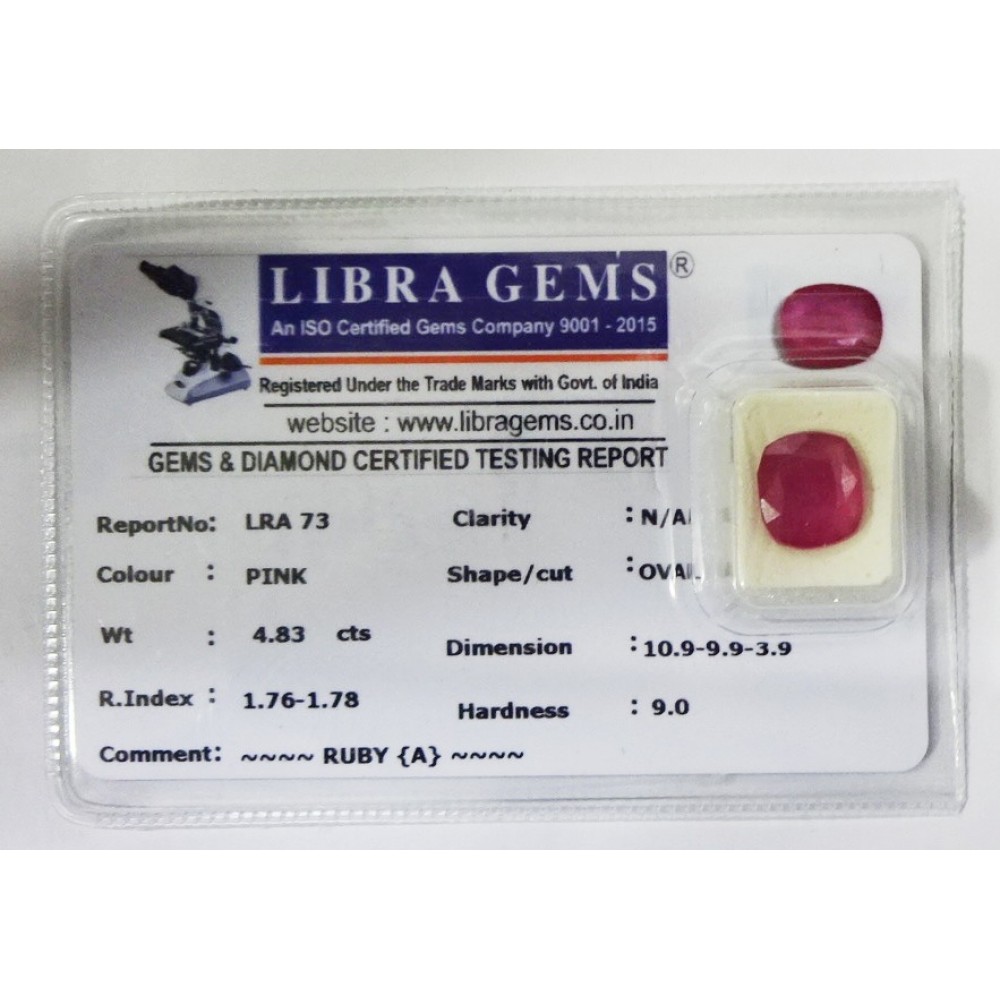 LIBRA GEMS ®
An ISO Certified Gems Company 9001 - 2015
Registered Under the Trade Marks with Govt. of India
website : www.libragems.co.in
GEMS & DIAMOND CERTIFIED TESTING REPORT
ReportNo: LRA 73 Clarity : N/A
Colour : PINK Shape/cut : OVAL
Wt : 4.83 cts Dimension : 10.9-9.9-3.9
R.Index : 1.76-1.78 Hardness : 9.0
Comment: ~~~~ RUBY {A} ~~~~